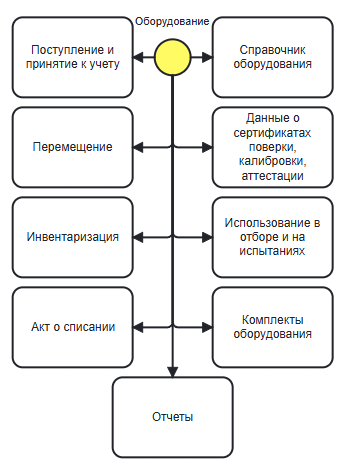 Оборудование
Поступление и
принятие к учету
Справочник
оборудования
Перемещение
Данные о
сертификатах
поверки,
калибровки,
аттестации
Инвентаризация
Использование в
отборе и на
испытаниях
Акт о списании
Комплекты
оборудования
Отчеты